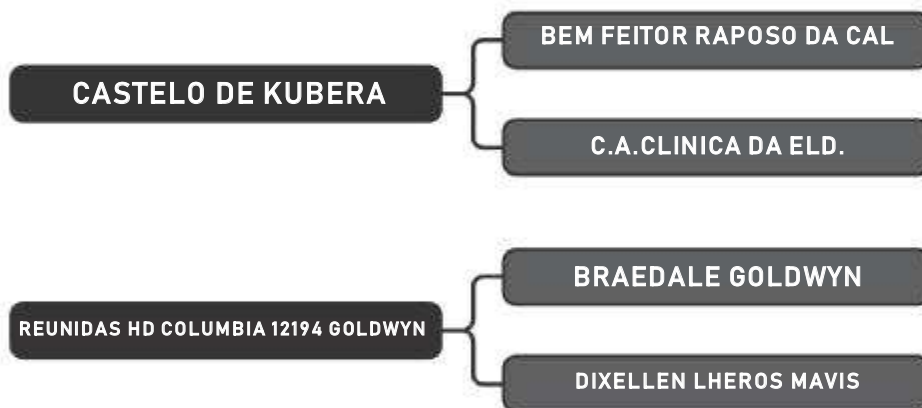 BEM FEITOR RAPOSO DA CAL
CASTELO DE KUBERA
C.A.CLINICA DA ELD.
BRAEDALE GOLDWYN
REUNIDAS HD COLUMBIA 12194 GOLDWYN
DIXELLEN LHEROS MAVIS